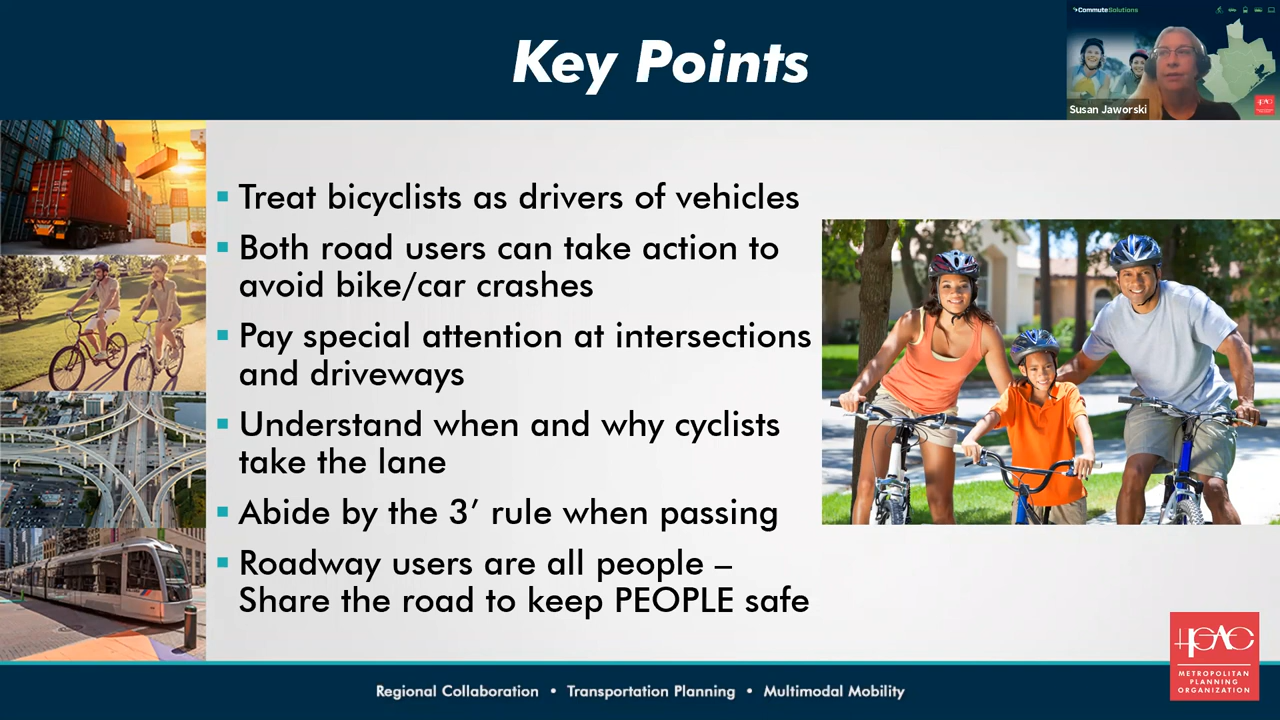 Key Points
CommuteSolutions
Susan Jaworski
▪ Treat bicyclists as drivers of vehicles
▪ Both road users can take action to
avoid bike/car crashes
▪ Pay special attention at intersections
and driveways
▪ Understand when and why cyclists
take the lane
▪ Abide by the 3′ rule when passing
▪ Roadway users are all people –
Share the road to keep PEOPLE safe
HGAC
METROPOLITAN
PLANNING
ORGANIZATION
Regional Collaboration • Transportation Planning • Multimodal Mobility